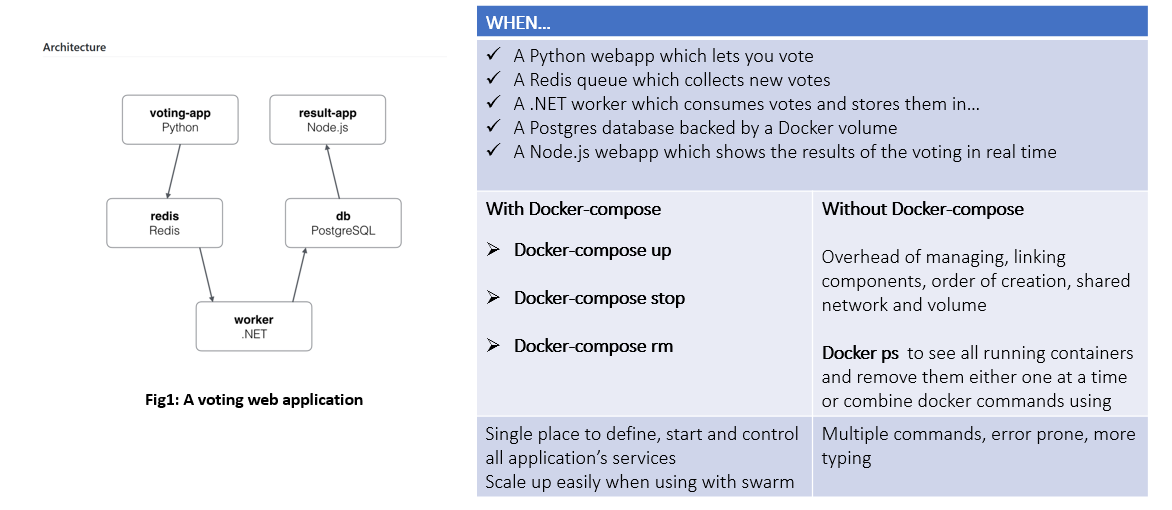 Architecture
voting-app
Python
result-app
Node.js
redis
Redis
db
PostgreSQL
worker
.NET
Fig1: A voting web application
WHEN...
✓ A Python webapp which lets you vote
✓ A Redis queue which collects new votes
✓ A .NET worker which consumes votes and stores them in…
✓ A Postgres database backed by a Docker volume
✓ A Node.js webapp which shows the results of the voting in real time
With Docker-compose
➢ Docker-compose up
➢ Docker-compose stop
➢ Docker-compose rm
Without Docker-compose
Overhead of managing, linking
components, order of creation, shared
network and volume
Docker ps to see all running containers
and remove them either one at a time
or combine docker commands using
Single place to define, start and control
all application's services
Scale up easily when using with swarm
Multiple commands, error prone, more
typing